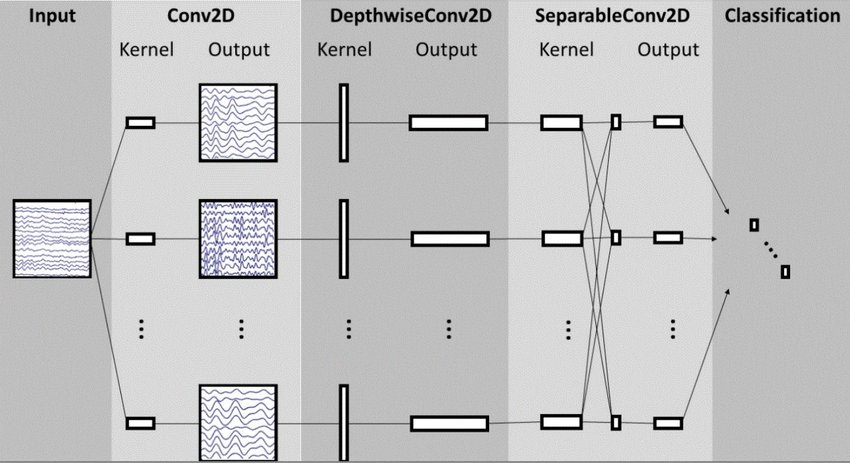 Input
Conv2D
DepthwiseConv2D
SeparableConv2D
Classification
Kernel
Output
Kernel
Output
Kernel
Output